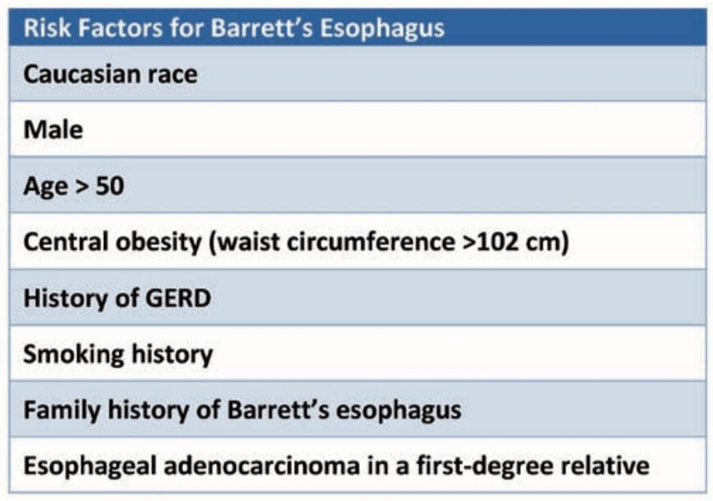 Risk Factors for Barrett’s Esophagus
Caucasian race
Male
Age > 50
Central obesity (waist circumference >102 cm)
History of GERD
Smoking history
Family history of Barrett’s esophagus
Esophageal adenocarcinoma in a first-degree relative